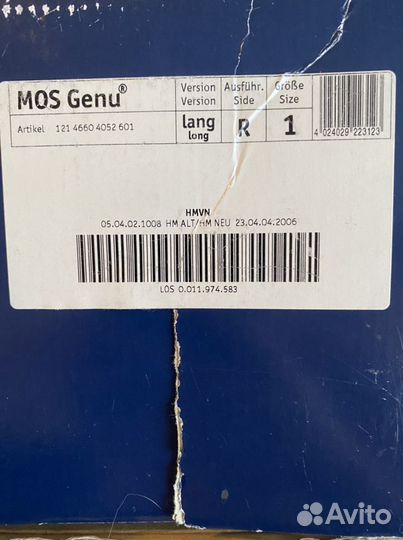 MOS Genu®
Version Ausführ. Größe
Version Side Size
lang R 1
long
Artikel 121 4660 4052 601
4 024029 223123
HMVN
05.04.02.1008 HM ALT/HM NEU 23.04.04.2006
LOS 0.011.974.583
Avito